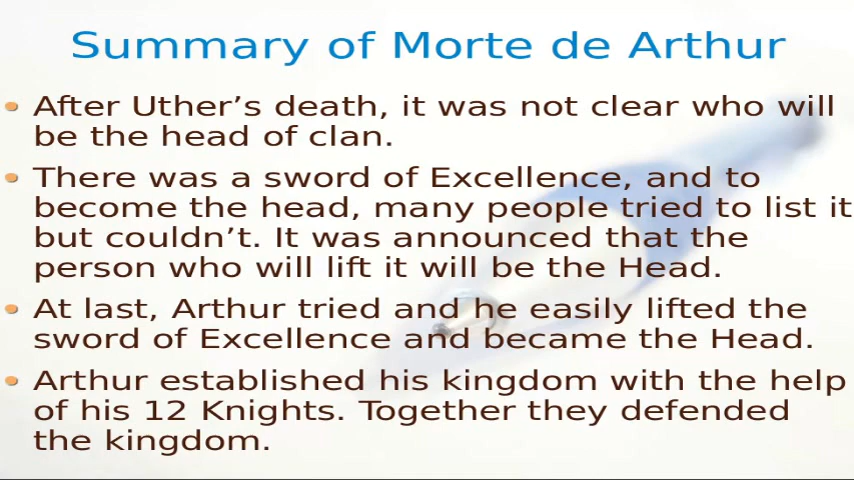 Summary of Morte de Arthur
• After Uther’s death, it was not clear who will
be the head of clan.
• There was a sword of Excellence, and to
become the head, many people tried to list it
but couldn’t. It was announced that the
person who will lift it will be the Head.
• At last, Arthur tried and he easily lifted the
sword of Excellence and became the Head.
• Arthur established his kingdom with the help
of his 12 Knights. Together they defended
the kingdom.